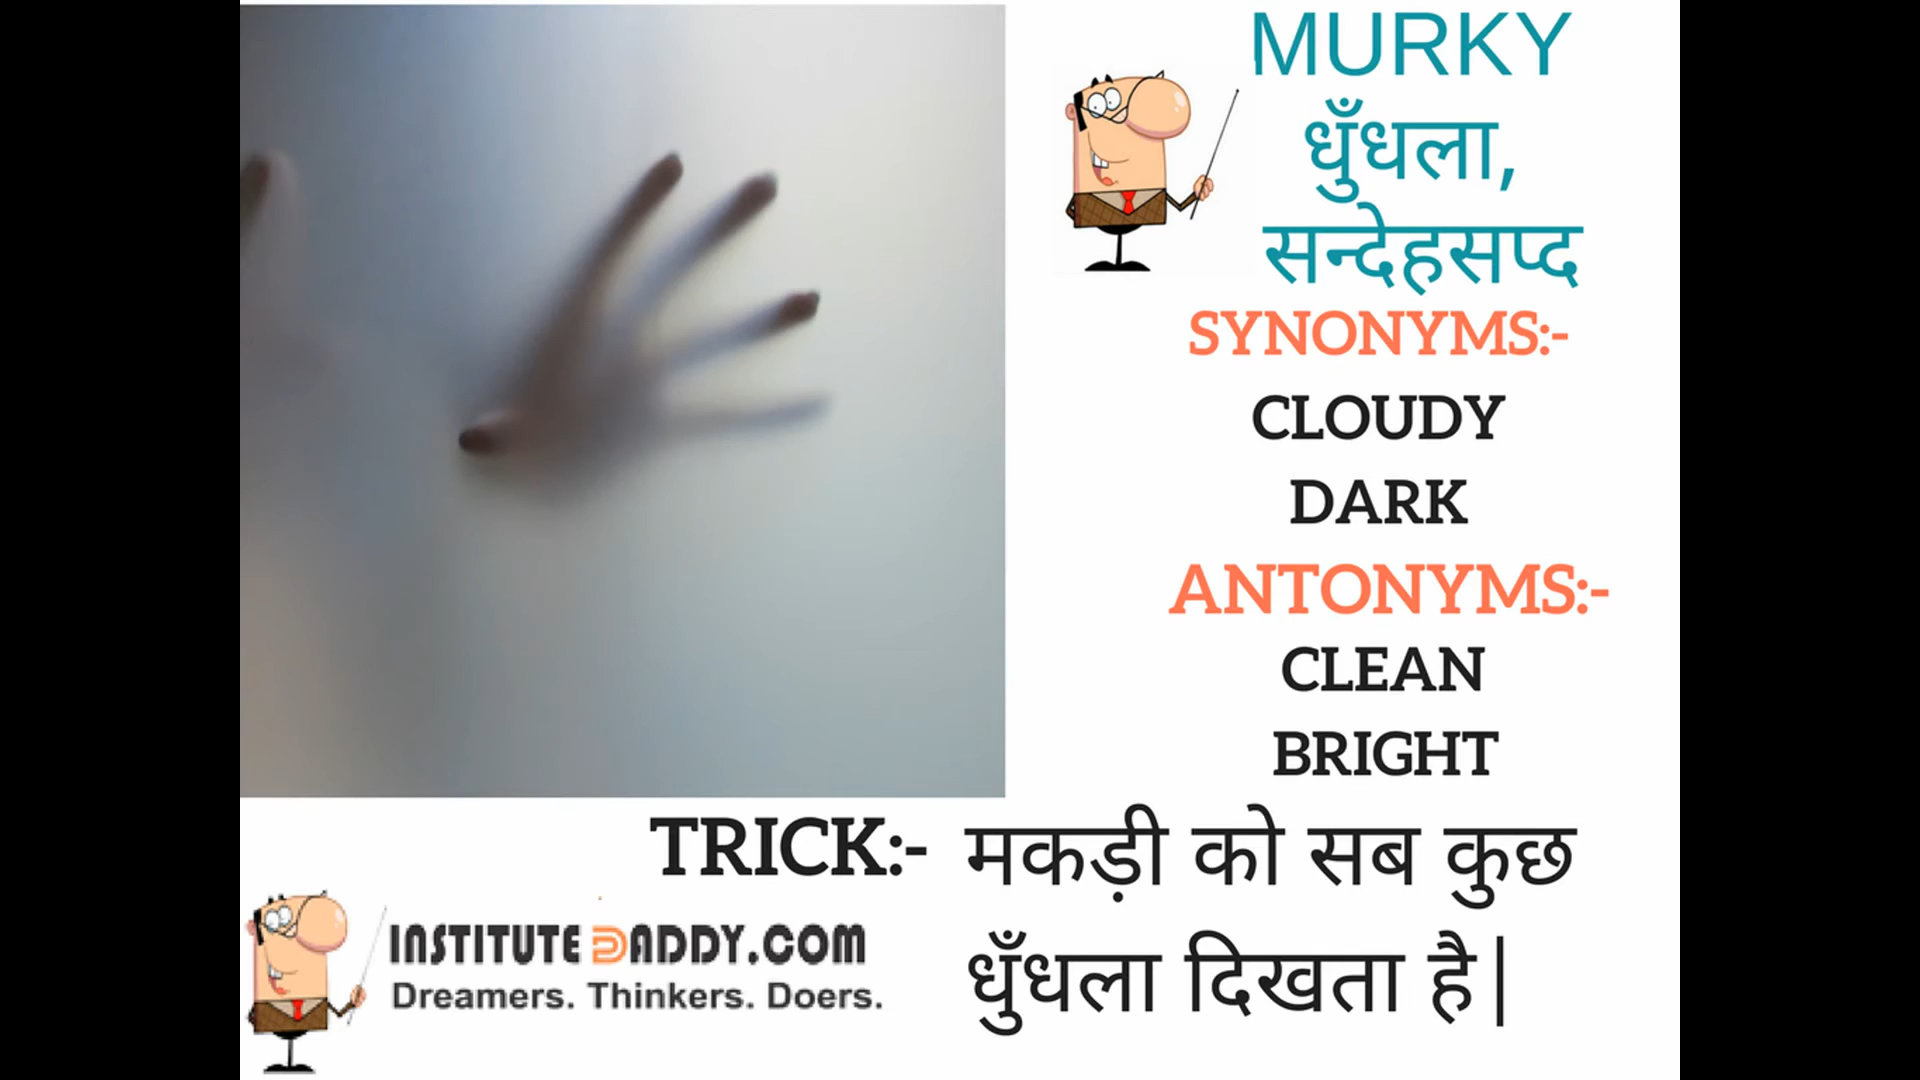 MURKY
धुँधला,
सन्देहसप्द
SYNONYMS:-
CLOUDY
DARK
ANTONYMS:-
CLEAN
BRIGHT
TRICK:- मकड़ी को सब कुछ
धुँधला दिखता है|
INSTITUTE DADDY.COM
Dreamers. Thinkers. Doers.